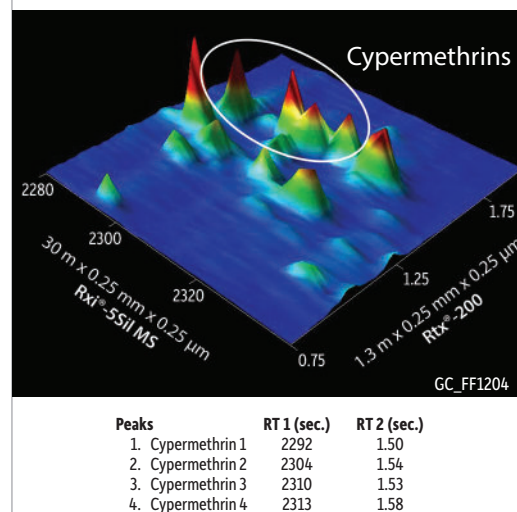 Cypermethrins
2280
2300
2320
30 m x 0.25 mm x 0.25 µm
Rxi®-5Sil MS
0.75
1.25
1.75
1.3 m x 0.25 mm x 0.25 µm
Rtx®-200
GC_FF1204
Peaks RT 1 (sec.) RT 2 (sec.)
1. Cypermethrin 1 2292 1.50
2. Cypermethrin 2 2304 1.54
3. Cypermethrin 3 2310 1.53
4. Cypermethrin 4 2313 1.58